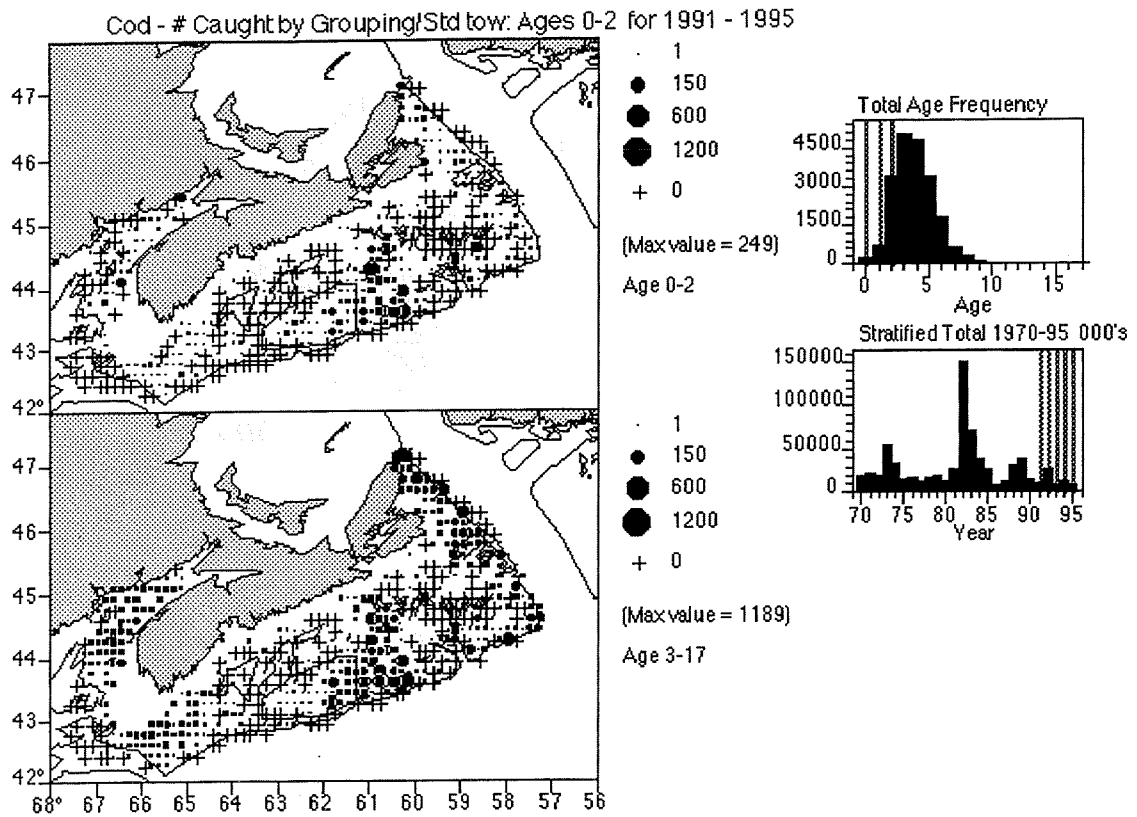 Cod - # Caught by Grouping/Std tow: Ages 0-2 for 1991 - 1995
47
46
45
44
43
42°
1
150
600
1200
+ 0
(Max value = 249)
Age 0-2
Total Age Frequency
4500
3000
1500
0
0 5 10 15
Age
Stratified Total 1970-95 000's
150000
100000
50000
0
70 75 80 85 90 95
Year
47
46
45
44
43
42°
68° 67 66 65 64 63 62 61 60 59 58 57 56
1
150
600
1200
+ 0
(Max value = 1189)
Age 3-17